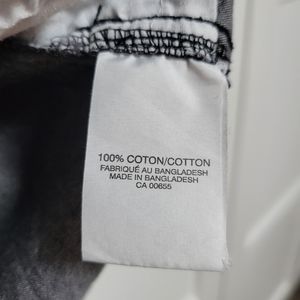 100% COTON/COTTON
FABRIQUÉ AU BANGLADESH
MADE IN BANGLADESH
CA 00655